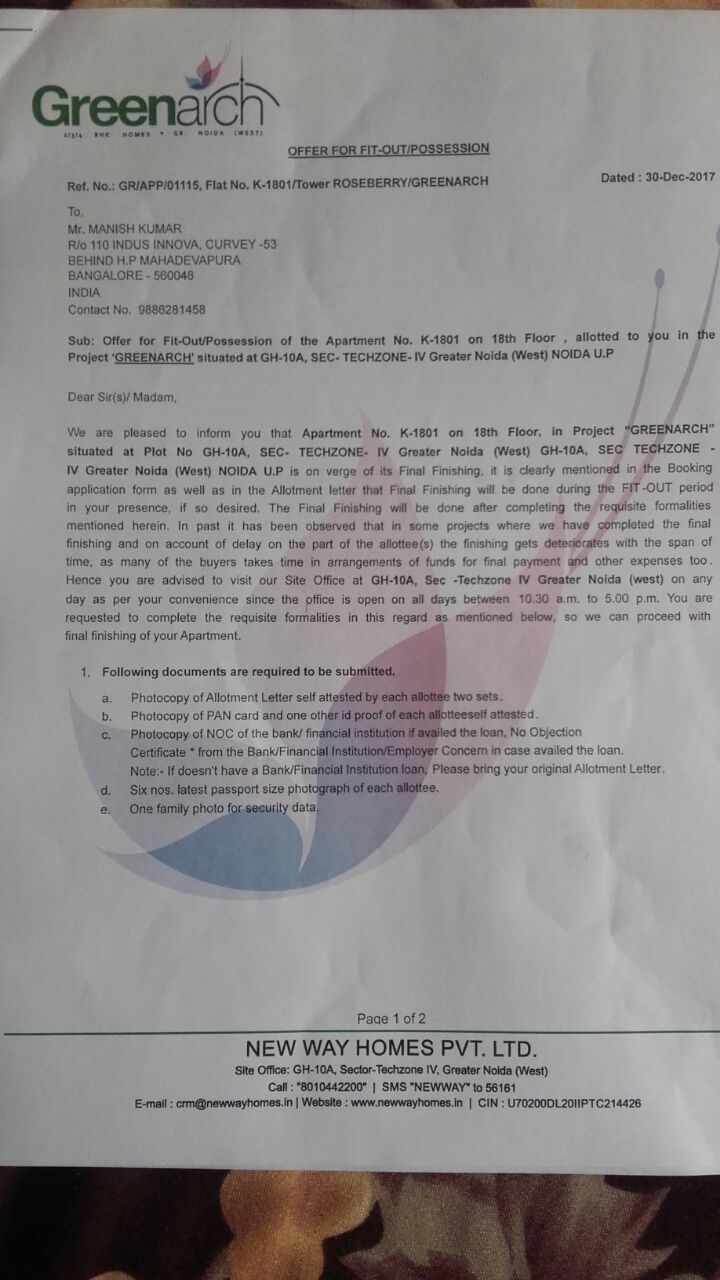 Greenarch
2/3/4 BHK HOMES • GR. NOIDA (WEST)
OFFER FOR FIT-OUT/POSSESSION
Ref. No.: GR/APP/01115, Flat No. K-1801/Tower ROSEBERRY/GREENARCH
Dated : 30-Dec-2017
To,
Mr. MANISH KUMAR
R/o 110 INDUS INNOVA, CURVEY -53
BEHIND H.P MAHADEVAPURA
BANGALORE - 560048
INDIA
Contact No. 9886281458
Sub: Offer for Fit-Out/Possession of the Apartment No. K-1801 on 18th Floor , allotted to you in the
Project 'GREENARCH' situated at GH-10A, SEC- TECHZONE- IV Greater Noida (West) NOIDA U.P
Dear Sir(s)/ Madam,
We are pleased to inform you that Apartment No. K-1801 on 18th Floor, in Project “GREENARCH”
situated at Plot No GH-10A, SEC- TECHZONE- IV Greater Noida (West) GH-10A, SEC TECHZONE -
IV Greater Noida (West) NOIDA U.P is on verge of its Final Finishing, it is clearly mentioned in the Booking
application form as well as in the Allotment letter that Final Finishing will be done during the FIT-OUT period
in your presence, if so desired. The Final Finishing will be done after completing the requisite formalities
mentioned herein. In past it has been observed that in some projects where we have completed the final
finishing and on account of delay on the part of the allottee(s) the finishing gets deteriorates with the span of
time, as many of the buyers takes time in arrangements of funds for final payment and other expenses too.
Hence you are advised to visit our Site Office at GH-10A, Sec -Techzone IV Greater Noida (west) on any
day as per your convenience since the office is open on all days between 10.30 a.m. to 5.00 p.m. You are
requested to complete the requisite formalities in this regard as mentioned below, so we can proceed with
final finishing of your Apartment.
1. Following documents are required to be submitted.
a. Photocopy of Allotment Letter self attested by each allottee two sets.
b. Photocopy of PAN card and one other id proof of each allotteeself attested.
c. Photocopy of NOC of the bank/ financial institution if availed the loan, No Objection
Certificate * from the Bank/Financial Institution/Employer Concern in case availed the loan.
Note:- If doesn't have a Bank/Financial Institution loan, Please bring your original Allotment Letter.
d. Six nos. latest passport size photograph of each allottee.
e. One family photo for security data.
Page 1 of 2
NEW WAY HOMES PVT. LTD.
Site Office: GH-10A, Sector-Techzone IV, Greater Noida (West)
Call : "8010442200" | SMS "NEWWAY" to 56161
E-mail : crm@newwayhomes.in | Website : www.newwayhomes.in | CIN : U70200DL20IIPTC214426